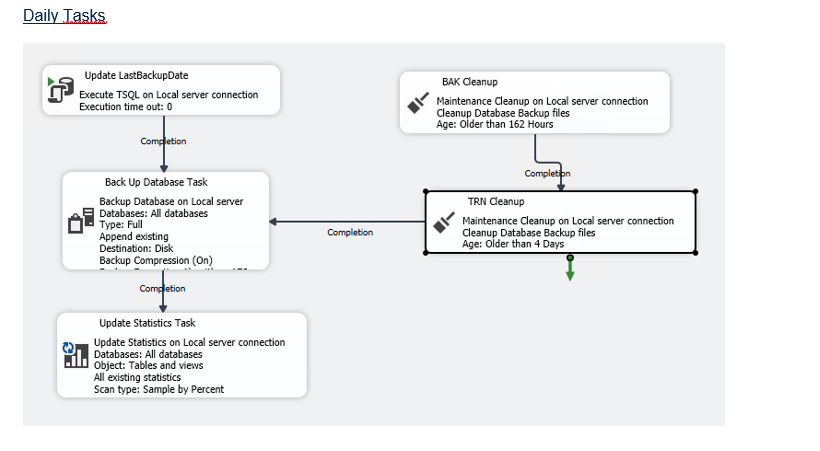 Daily Tasks
Update LastBackupDate
Execute TSQL on Local server connection
Execution time out: 0
Completion
Back Up Database Task
Backup Database on Local server
Databases: All databases
Type: Full
Append existing
Destination: Disk
Backup Compression (On)
Completion
Update Statistics Task
Update Statistics on Local server connection
Databases: All databases
Object: Tables and views
All existing statistics
Scan type: Sample by Percent
BAK Cleanup
Maintenance Cleanup on Local server connection
Cleanup Database Backup files
Age: Older than 162 Hours
Completion
TRN Cleanup
Maintenance Cleanup on Local server connection
Cleanup Database Backup files
Age: Older than 4 Days
Completion